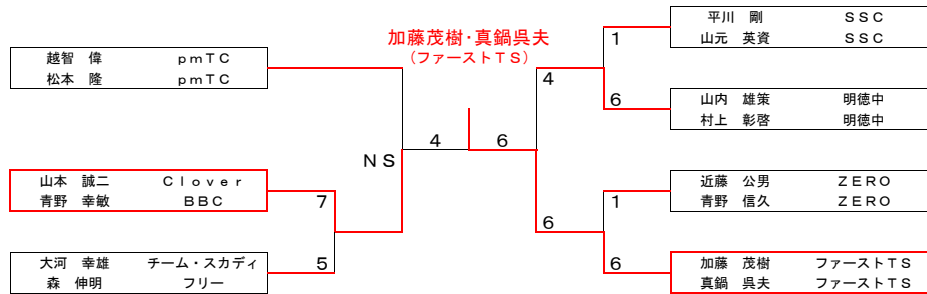 加藤茂樹・真鍋呉夫
（ファーストＴＳ）
越智　偉　ｐｍＴＣ
松本　隆　ｐｍＴＣ
山本　誠二　Ｃｌｏｖｅｒ
青野　幸敏　ＢＢＣ
大河　幸雄　チーム・スカディ
森　伸明　フリー
7
5
ＮＳ
4
6
4
6
1
6
1
6
平川　剛　ＳＳＣ
山元　英資　ＳＳＣ
山内　雄策　明徳中
村上　彰啓　明徳中
近藤　公男　ＺＥＲＯ
青野　信久　ＺＥＲＯ
加藤　茂樹　ファーストＴＳ
真鍋　呉夫　ファーストＴＳ